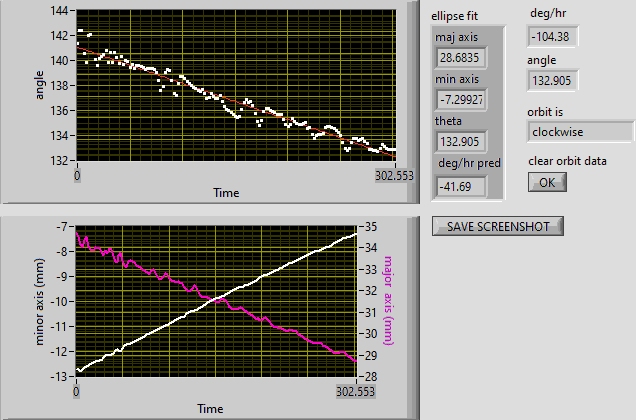 144
142
140
138
136
134
132
angle
0
302.553
Time
ellipse fit
maj axis
28.6835
min axis
-7.29927
theta
132.905
deg/hr pred
-41.69
deg/hr
-104.38
angle
132.905
orbit is
clockwise
clear orbit data
OK
SAVE SCREENSHOT
-7
-8
-9
-10
-11
-12
-13
minor axis (mm)
35
34
33
32
31
30
29
28
major axis (mm)
0
302.553
Time